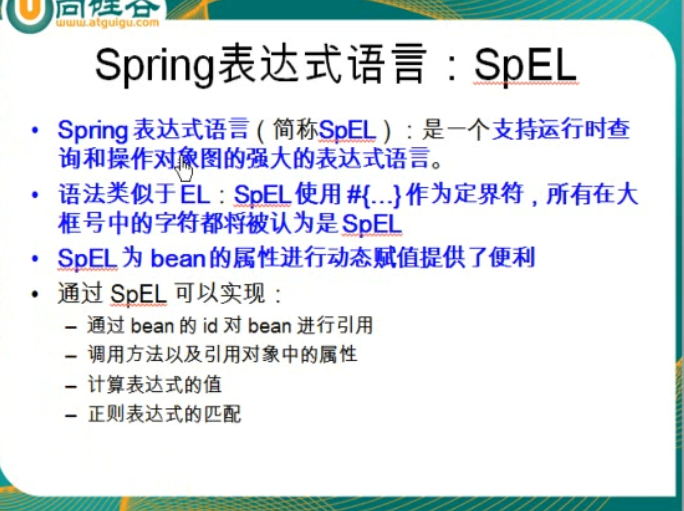 尚硅谷
www.atguigu.com
Spring表达式语言：SpEL
• Spring 表达式语言（简称SpEL）：是一个支持运行时查
询和操作对象图的强大的表达式语言。
• 语法类似于 EL：SpEL 使用 #{...} 作为定界符，所有在大
框号中的字符都将被认为是 SpEL
• SpEL 为 bean 的属性进行动态赋值提供了便利
• 通过 SpEL 可以实现：
– 通过 bean 的 id 对 bean 进行引用
– 调用方法以及引用对象中的属性
– 计算表达式的值
– 正则表达式的匹配